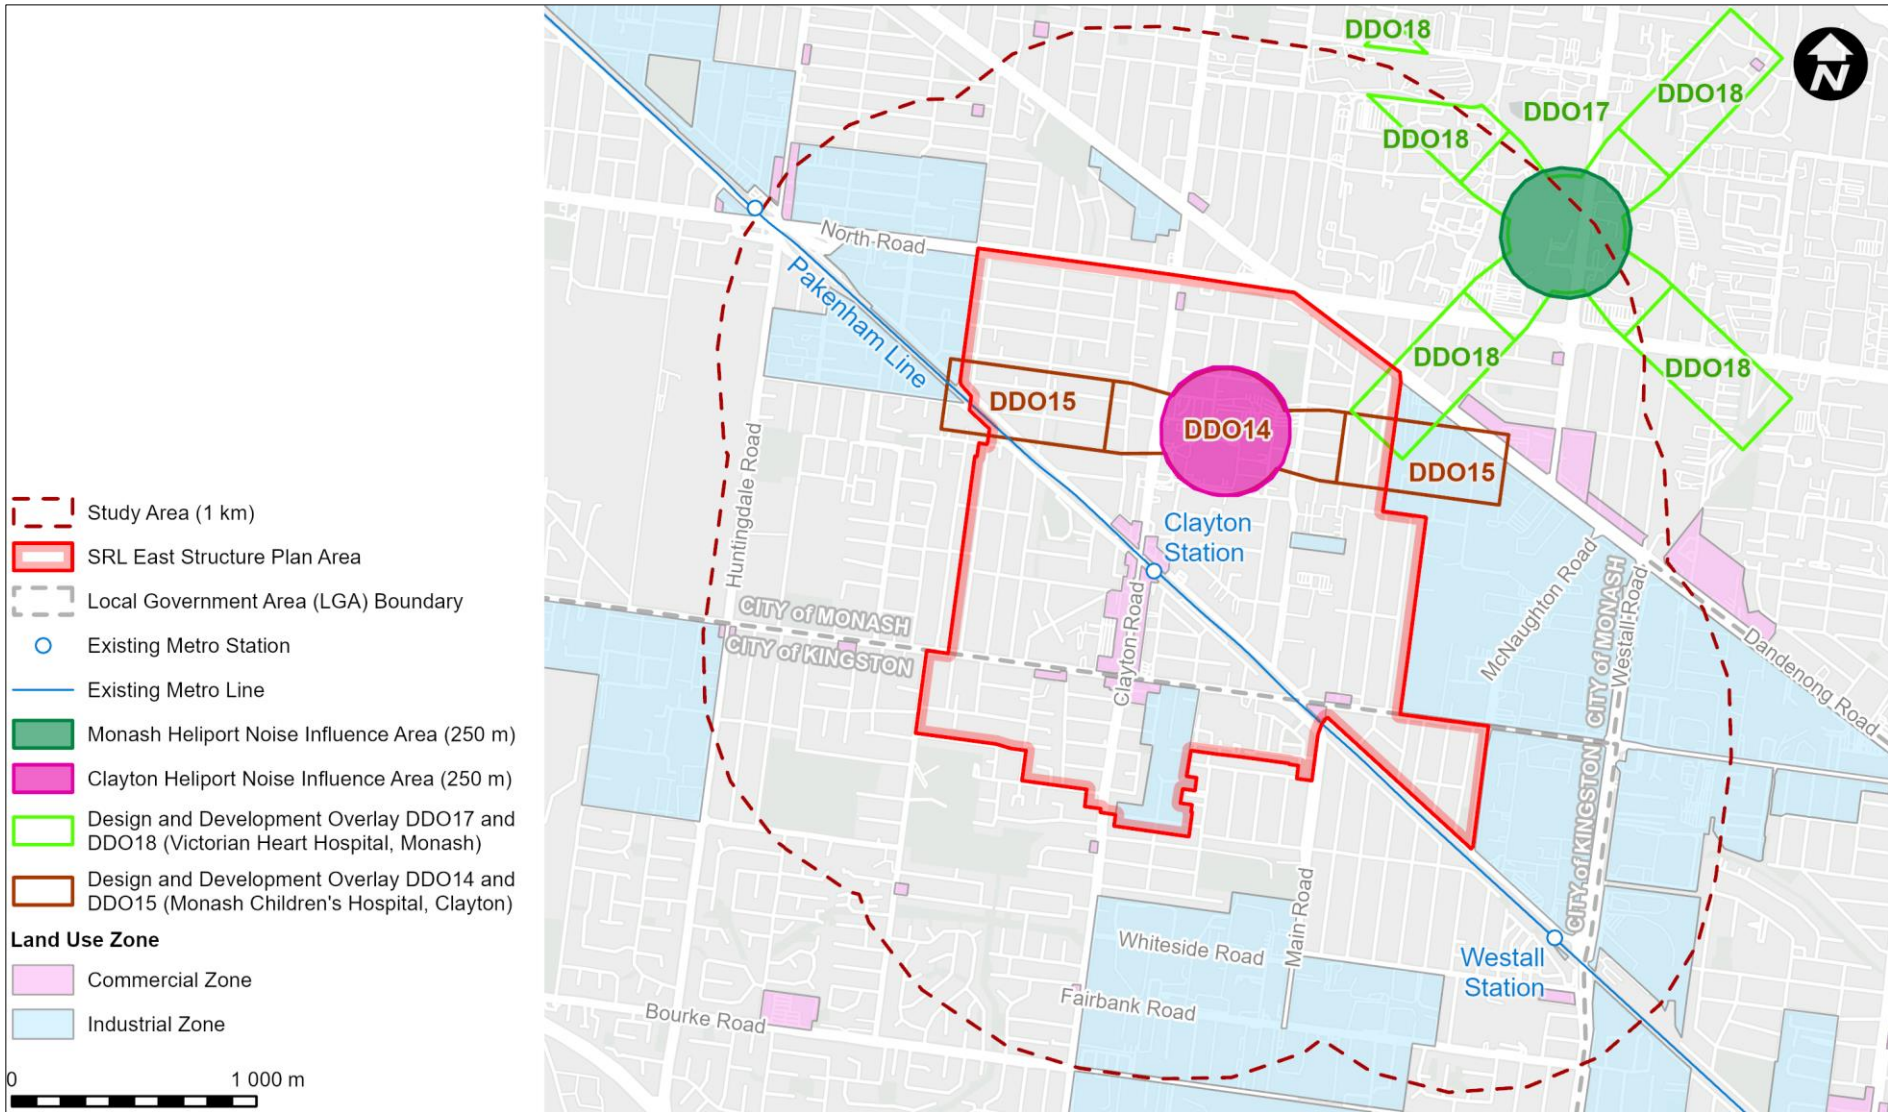 DDO18
DDO18
DDO17
DDO18
N
North Road
Pakenham Line
DDO18
DDO18
DDO15
DDO14
DDO15
Huntingdale Road
Clayton
Station
Clayton Road
McNaughton Road
CITY of MONASH
Westall Road
Dandenong Road
CITY of MONASH
CITY of KINGSTON
CITY of KINGSTON
Main Road
Whiteside Road
Westall
Station
Fairbank Road
Bourke Road
Study Area (1 km)
SRL East Structure Plan Area
Local Government Area (LGA) Boundary
Existing Metro Station
Existing Metro Line
Monash Heliport Noise Influence Area (250 m)
Clayton Heliport Noise Influence Area (250 m)
Design and Development Overlay DDO17 and
DDO18 (Victorian Heart Hospital, Monash)
Design and Development Overlay DDO14 and
DDO15 (Monash Children's Hospital, Clayton)
Land Use Zone
Commercial Zone
Industrial Zone
0 1 000 m